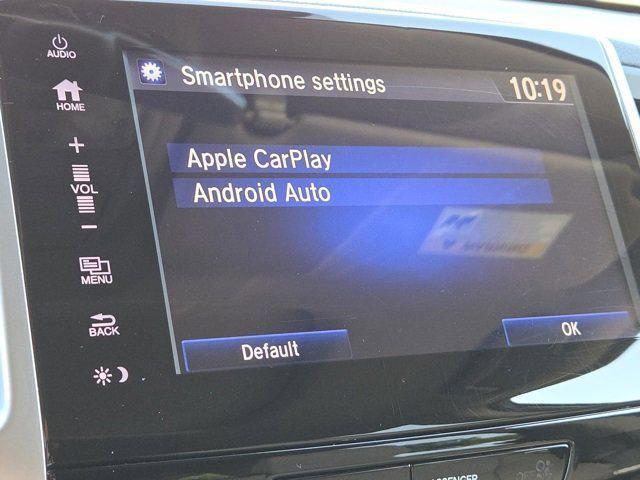 AUDIO
Smartphone settings
10:19
HOME
+
Apple CarPlay
VOL
Android Auto
−
MENU
BACK
Default
OK